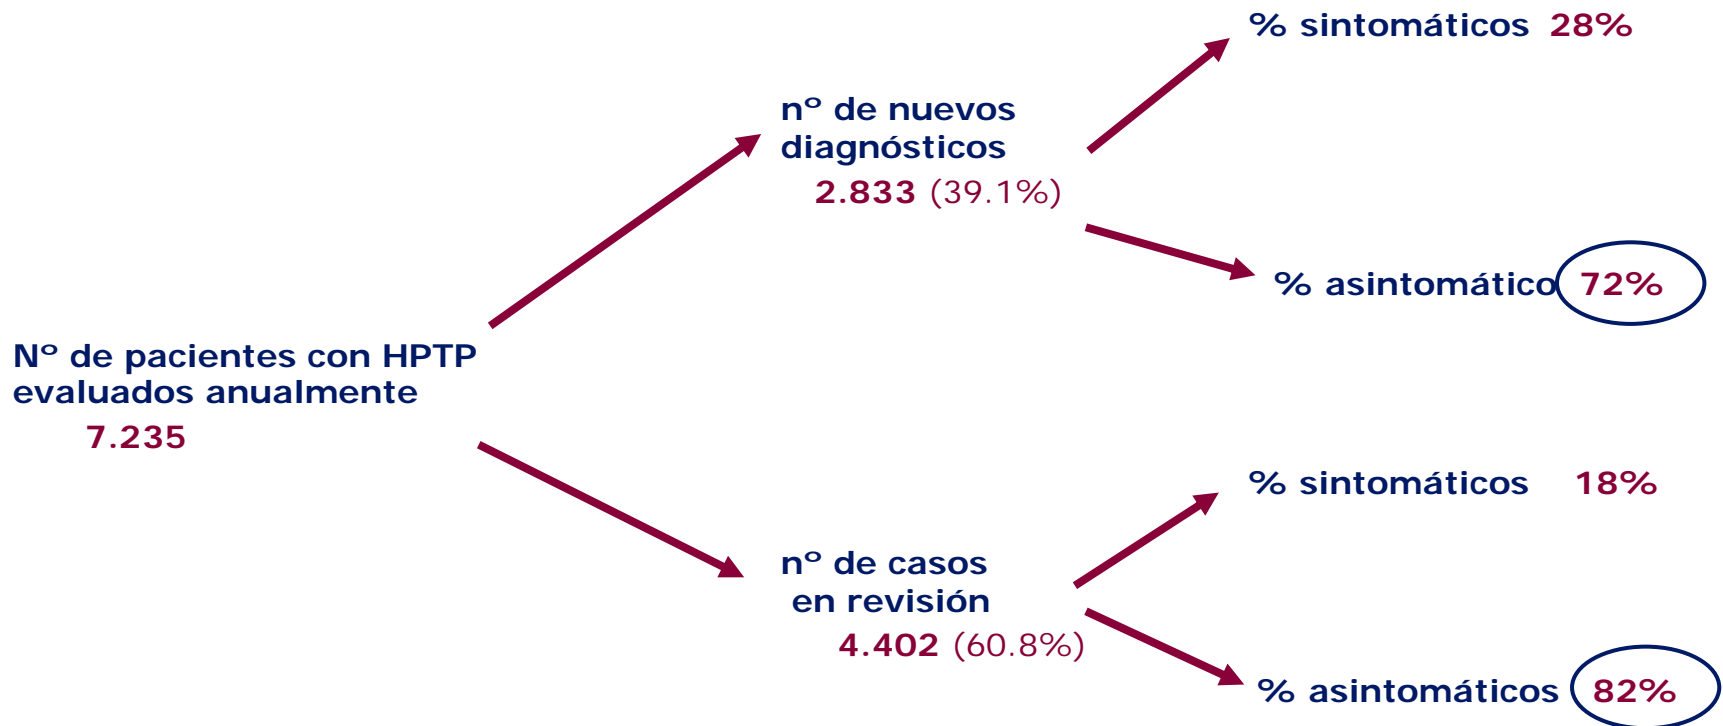 % sintomáticos 28%
nº de nuevos
diagnósticos
2.833 (39.1%)
% asintomático 72%
Nº de pacientes con HPTP
evaluados anualmente
7.235
% sintomáticos 18%
nº de casos
en revisión
4.402 (60.8%)
% asintomáticos 82%